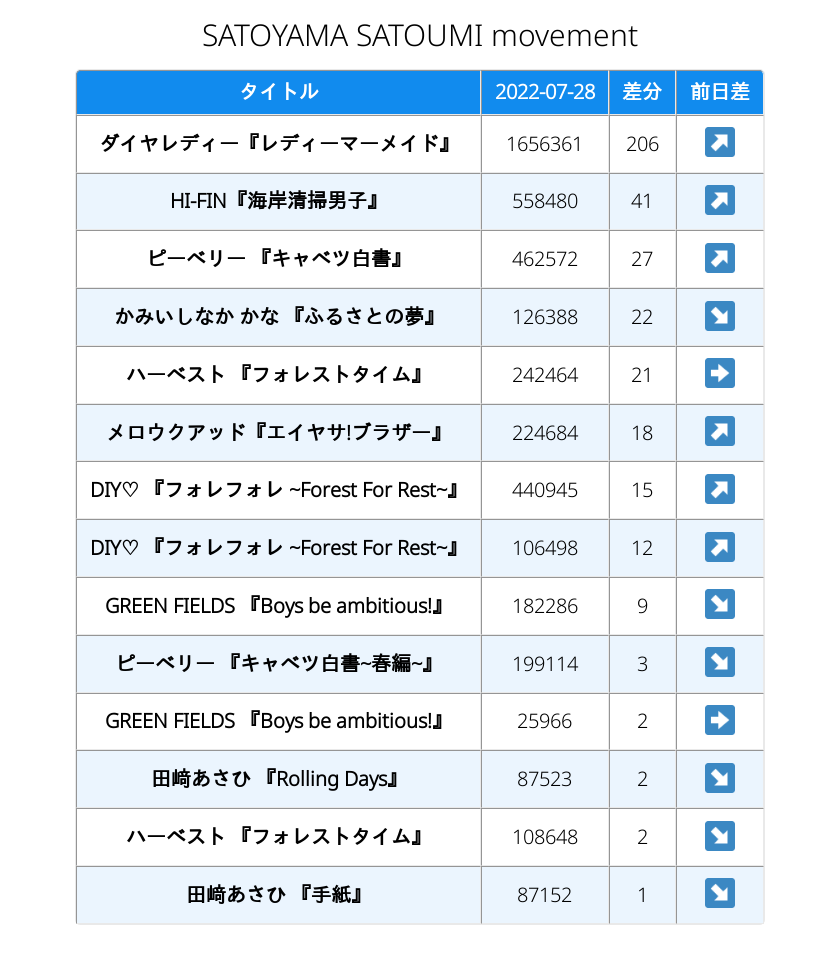 SATOYAMA SATOUMI movement
タイトル 2022-07-28 差分 前日差
ダイヤレディー『レディーマーメイド』 1656361 206 ↗
HI-FIN『海岸清掃男子』 558480 41 ↗
ピーベリー 『キャベツ白書』 462572 27 ↗
かみいしなか かな 『ふるさとの夢』 126388 22 ↘
ハーベスト 『フォレストタイム』 242464 21 ➡
メロウクアッド『エイヤサ!ブラザー』 224684 18 ↗
DIY♡ 『フォレフォレ ~Forest For Rest~』 440945 15 ↗
DIY♡ 『フォレフォレ ~Forest For Rest~』 106498 12 ↗
GREEN FIELDS 『Boys be ambitious!』 182286 9 ↘
ピーベリー 『キャベツ白書~春編~』 199114 3 ↘
GREEN FIELDS 『Boys be ambitious!』 25966 2 ➡
田﨑あさひ 『Rolling Days』 87523 2 ↘
ハーベスト 『フォレストタイム』 108648 2 ↘
田﨑あさひ 『手紙』 87152 1 ↘